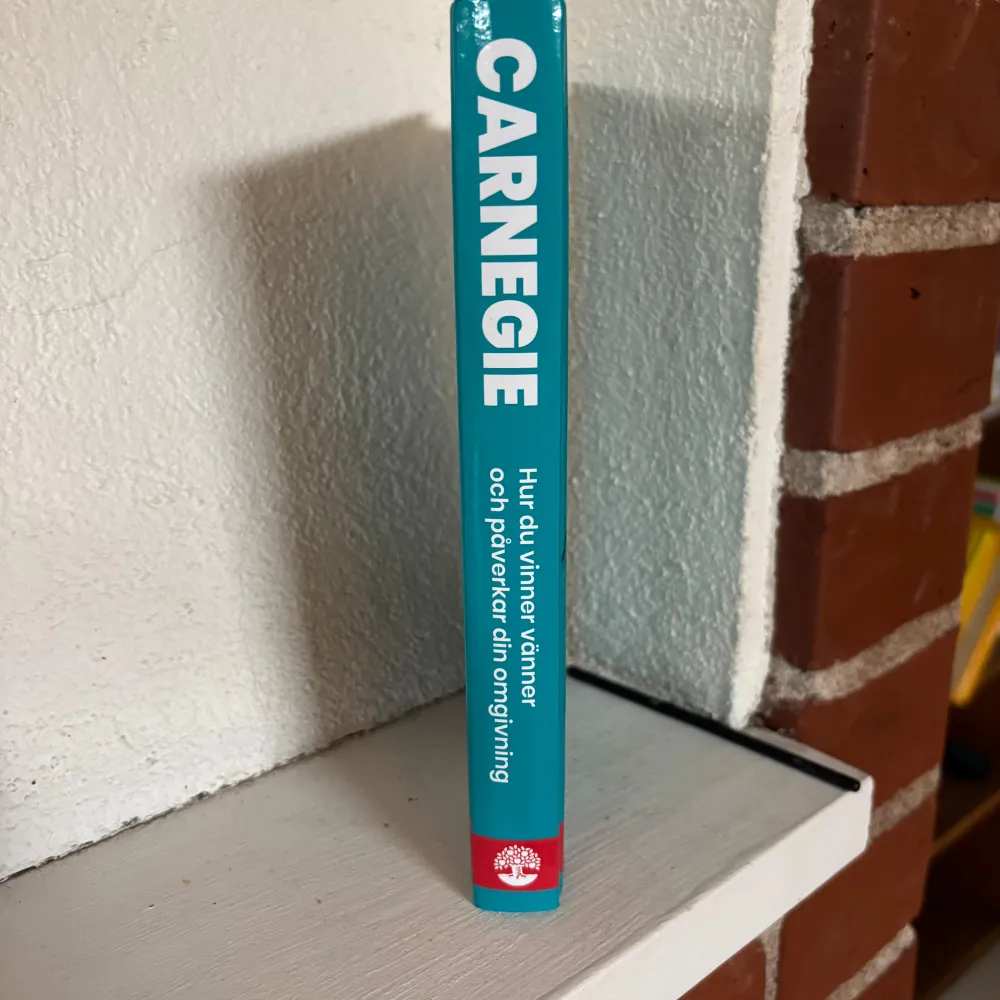 CARNEGIE
Hur du vinner vänner
och påverkar din omgivning